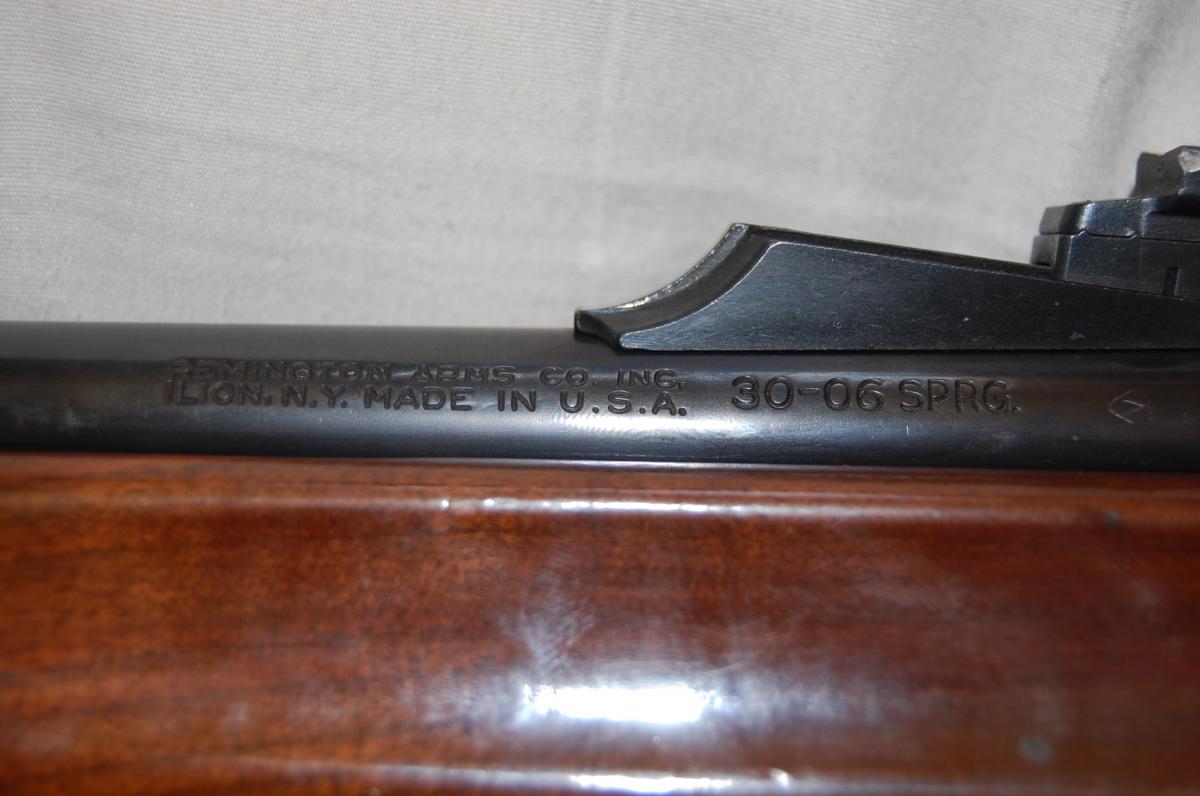 REMINGTON ARMS CO. INC.
ILION, N.Y. MADE IN U.S.A. 30-06 SPRG.